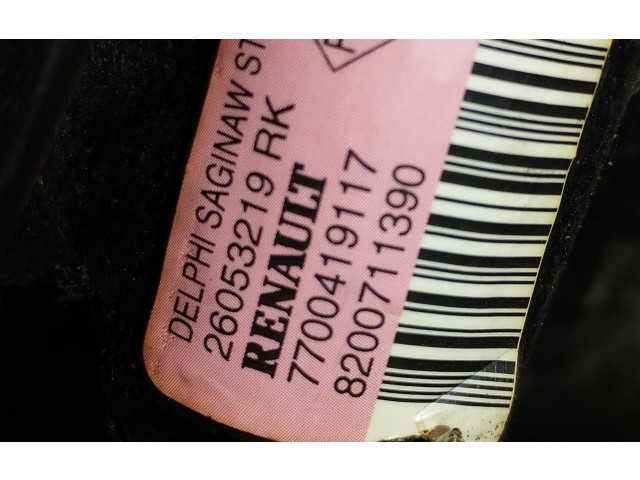 DELPHI SAGINAW ST
26053219 RK
RENAULT
7700419117
8200711390